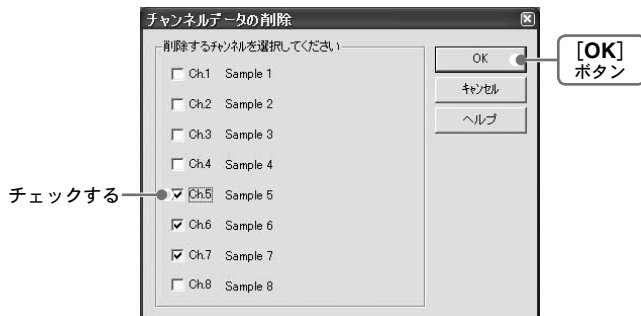 チャンネルデータの削除
削除するチャンネルを選択してください
Ch.1 Sample 1
Ch.2 Sample 2
Ch.3 Sample 3
Ch.4 Sample 4
Ch.5 Sample 5
Ch.6 Sample 6
Ch.7 Sample 7
Ch.8 Sample 8
OK
キャンセル
ヘルプ
[OK]
ボタン
チェックする